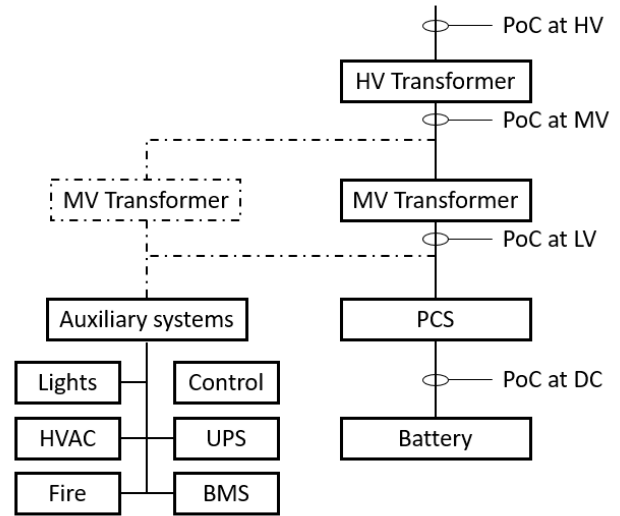 PoC at HV
HV Transformer
PoC at MV
MV Transformer
MV Transformer
PoC at LV
Auxiliary systems
PCS
Lights
Control
PoC at DC
HVAC
UPS
Battery
Fire
BMS